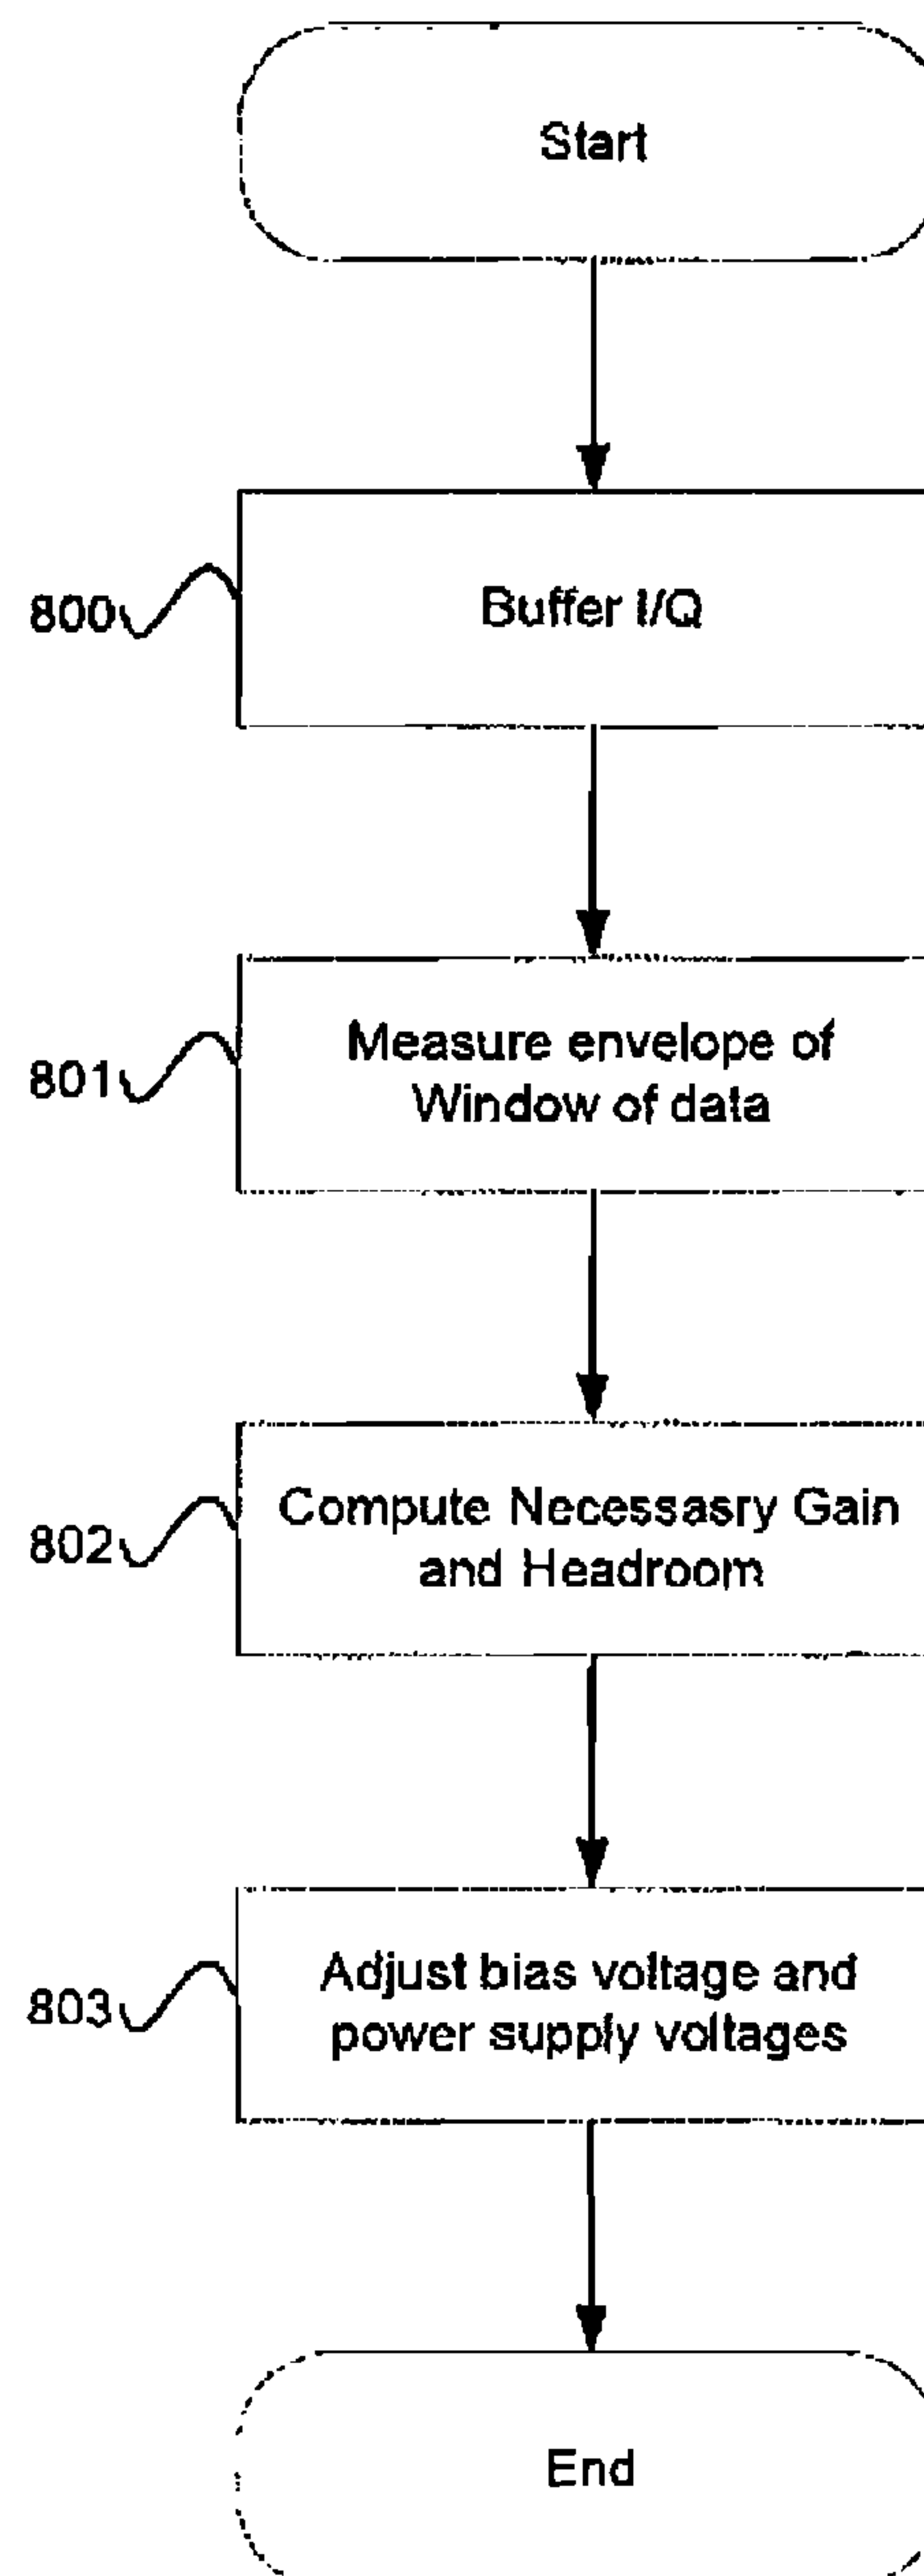 Start
800
Buffer I/Q
801
Measure envelope of
Window of data
802
Compute Necessasry Gain
and Headroom
803
Adjust bias voltage and
power supply voltages
End